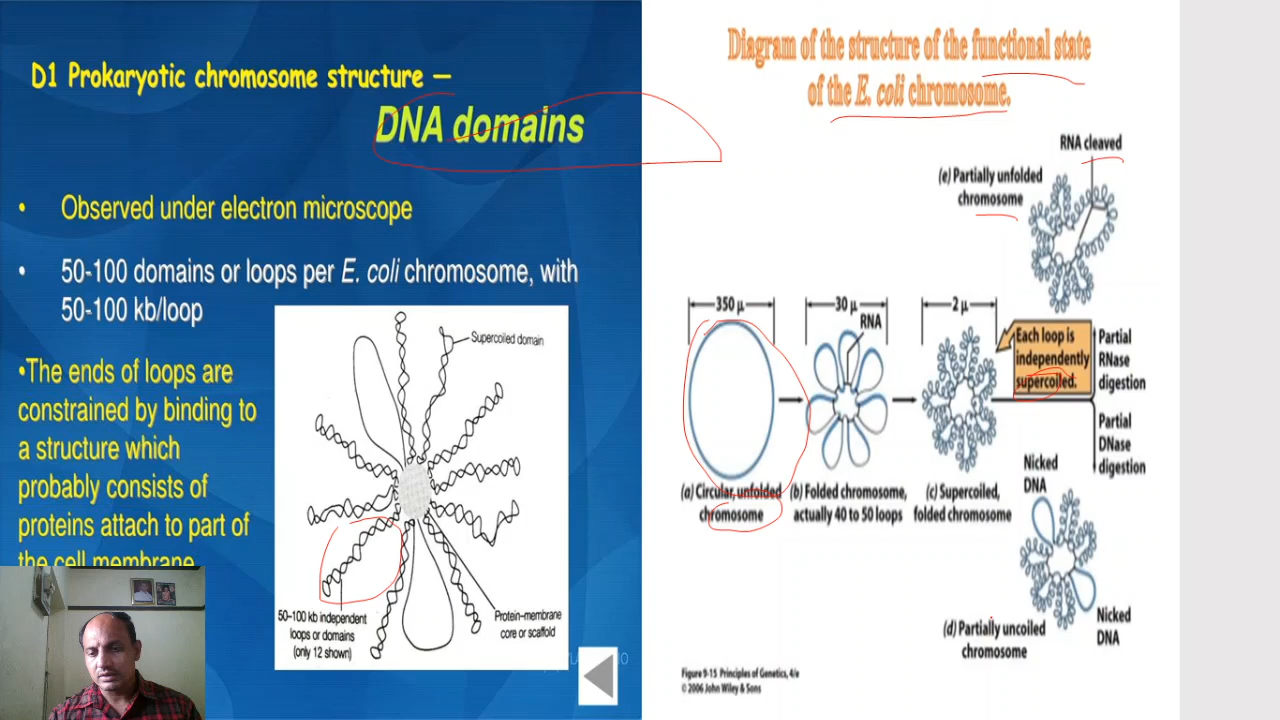 D1 Prokaryotic chromosome structure –
DNA domains
• Observed under electron microscope
• 50-100 domains or loops per E. coli chromosome, with
50-100 kb/loop
•The ends of loops are
constrained by binding to
a structure which
probably consists of
proteins attach to part of
the cell membrane
Supercoiled domain
50–100 kb independent
loops or domains
(only 12 shown)
Protein–membrane
core or scaffold
Diagram of the structure of the functional state
of the E. coli chromosome.
RNA cleaved
(e) Partially unfolded
chromosome
350 μ
30 μ
2 μ
RNA
Each loop is
independently
supercoiled.
Partial
RNase
digestion
Partial
DNase
digestion
(a) Circular, unfolded
chromosome
(b) Folded chromosome,
actually 40 to 50 loops
(c) Supercoiled,
folded chromosome
Nicked
DNA
Nicked
DNA
(d) Partially uncoiled
chromosome
Figure 9-15 Principles of Genetics, 4/e
© 2006 John Wiley & Sons